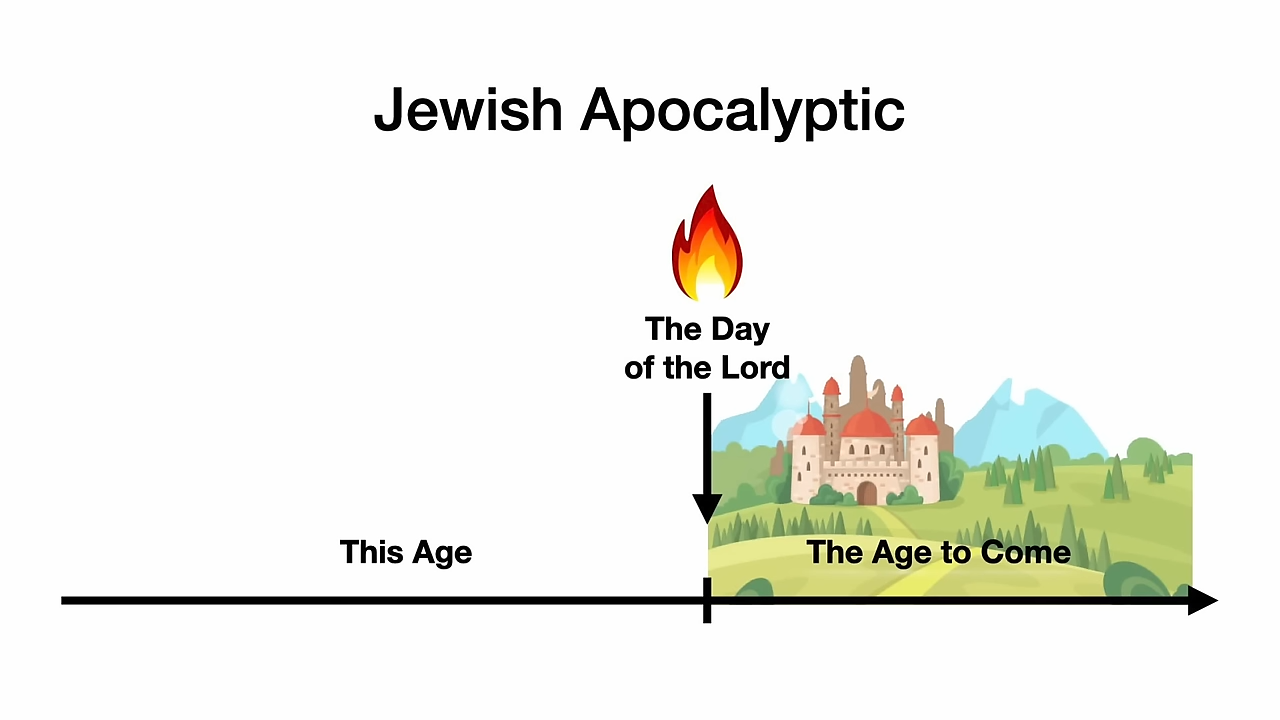 Jewish Apocalyptic
The Day
of the Lord
This Age
The Age to Come